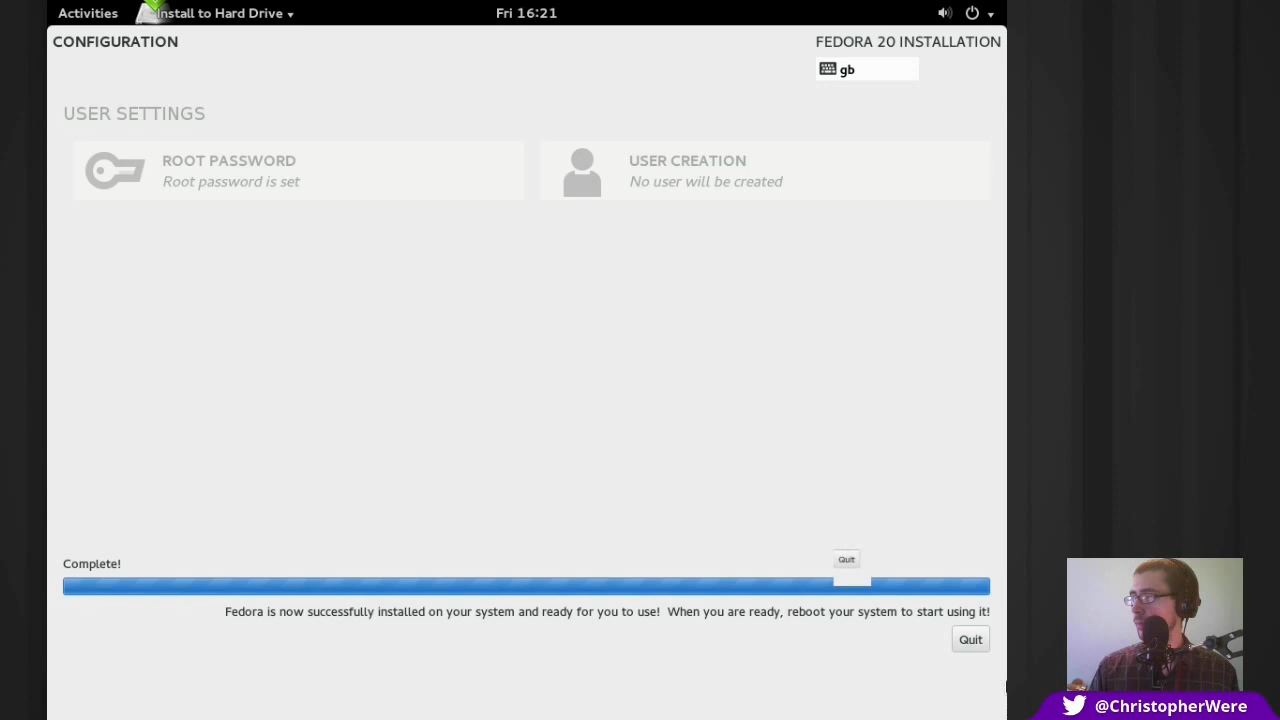 Activities
Install to Hard Drive
Fri 16:21
CONFIGURATION
FEDORA 20 INSTALLATION
gb
USER SETTINGS
ROOT PASSWORD
Root password is set
USER CREATION
No user will be created
Quit
Complete!
Fedora is now successfully installed on your system and ready for you to use! When you are ready, reboot your system to start using it!
Quit
@ChristopherWere